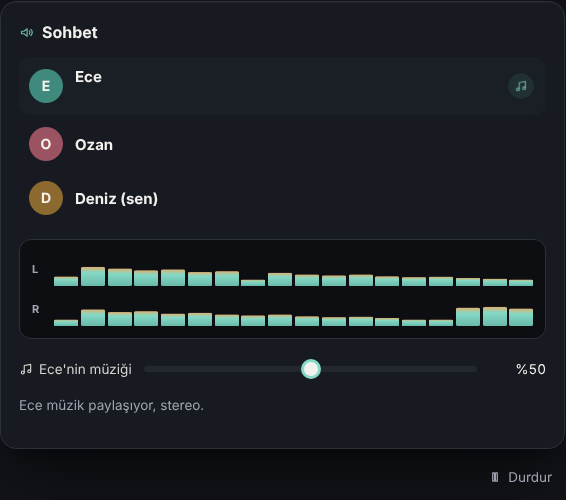 Sohbet
E Ece
O Ozan
D Deniz (sen)
L
R
Ece'nin müziği %50
Ece müzik paylaşıyor, stereo.
Durdur